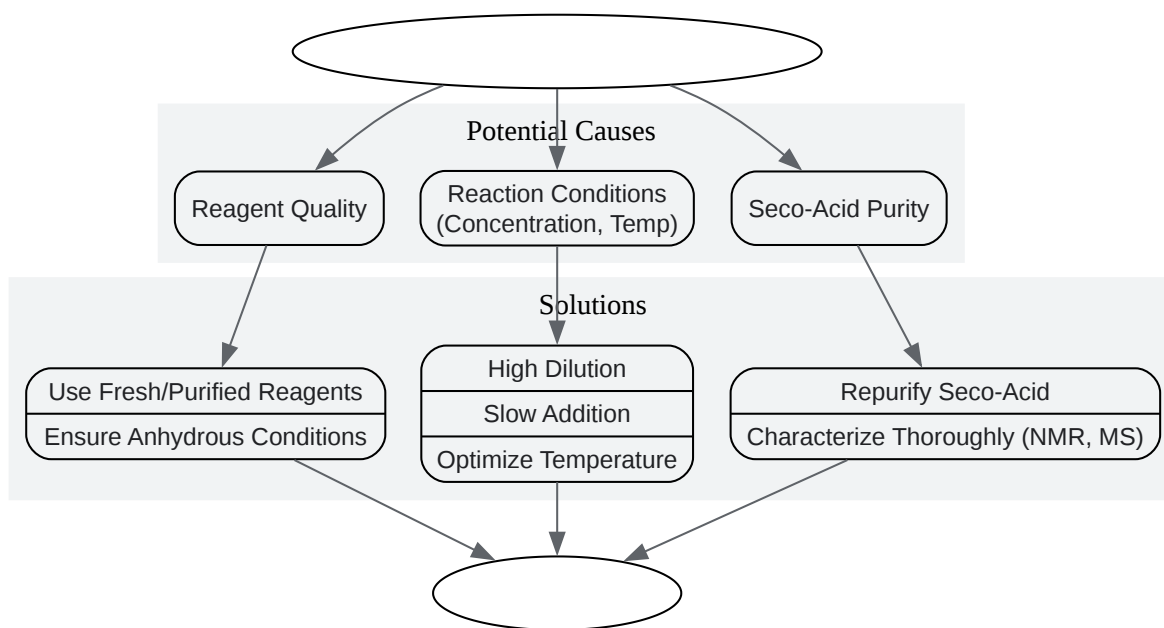 Potential Causes
Reagent Quality
Reaction Conditions
(Concentration, Temp)
Seco-Acid Purity
Solutions
Use Fresh/Purified Reagents
Ensure Anhydrous Conditions
High Dilution
Slow Addition
Optimize Temperature
Repurify Seco-Acid
Characterize Thoroughly (NMR, MS)